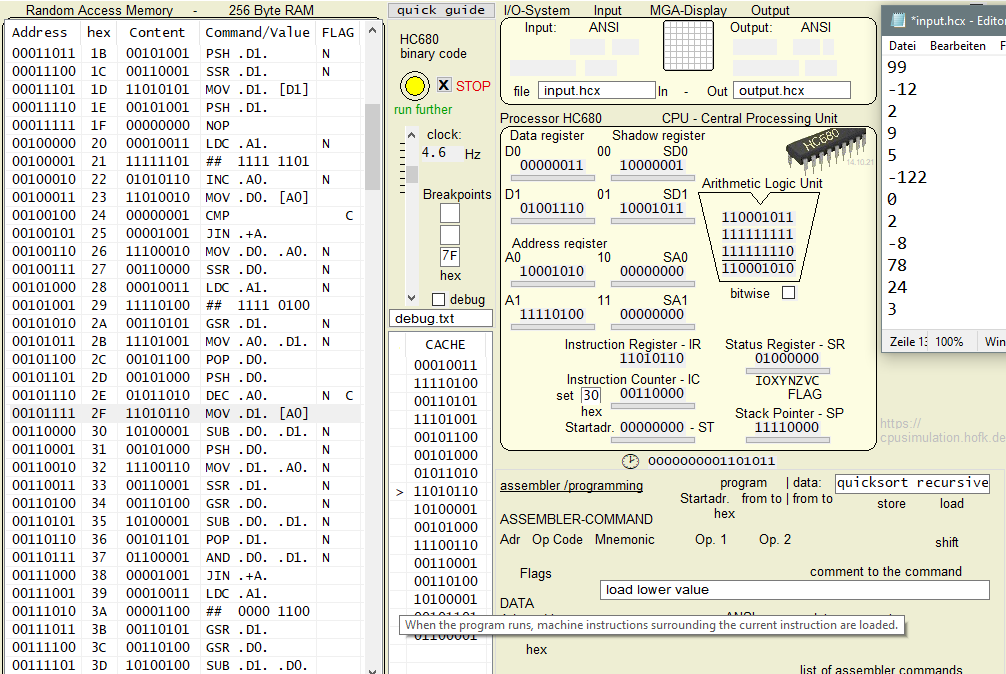 Random Access Memory - 256 Byte RAM
Address hex Content Command/Value FLAG
00011011 1B 00101001 PSH .D1. N
00011100 1C 00110001 SSR .D1. N
00011101 1D 11010101 MOV .D1. [D1]
00011110 1E 00101001 PSH .D1.
00011111 1F 00000000 NOP
00100000 20 00010011 LDC .A1. N
00100001 21 11111101 ## 1111 1101
00100010 22 01010110 INC .A0. N
00100011 23 11010010 MOV .D0. [A0]
00100100 24 00000001 CMP C
00100101 25 00001001 JIN .+A.
00100110 26 11100010 MOV .D0. .A0. N
00100111 27 00110000 SSR .D0. N
00101000 28 00010011 LDC .A1. N
00101001 29 11110100 ## 1111 0100
00101010 2A 00110101 GSR .D1. N
00101011 2B 11101001 MOV .A0. .D1. N
00101100 2C 00101100 POP .D0.
00101101 2D 00101000 PSH .D0.
00101110 2E 01011010 DEC .A0. N C
00101111 2F 11010110 MOV .D1. [A0]
00110000 30 10100001 SUB .D0. .D1. N
00110001 31 00101000 PSH .D0. N
00110010 32 11100110 MOV .D1. .A0. N
00110011 33 00110001 SSR .D1. N
00110100 34 00110100 GSR .D0. N
00110101 35 10100001 SUB .D0. .D1. N
00110110 36 00101101 POP .D1. N
00110111 37 01100001 AND .D0. .D1. N
00111000 38 00001001 JIN .+A.
00111001 39 00010011 LDC .A1.
00111010 3A 00001100 ## 0000 1100
00111011 3B 00110101 GSR .D1.
00111100 3C 00110100 GSR .D0.
00111101 3D 10100100 SUB .D1. .D0.
quick guide
HC680
binary code
X STOP
run further
clock:
4.6 Hz
Breakpoints
7F
hex
debug
debug.txt
CACHE
00010011
11110100
00110101
11101001
00101100
00101000
01011010
> 11010110
10100001
00101000
11100110
00110001
00110100
10100001
When the program runs, machine instructions surrounding the current instruction are loaded.
I/O-System Input MGA-Display Output
Input: ANSI Output: ANSI
file input.hcx In - Out output.hcx
Processor HC680 CPU - Central Processing Unit
Data register Shadow register
D0 00 SD0
00000011 10000001
D1 01 SD1
01001110 10001011
Address register
A0 10 SA0
10001010 00000000
A1 11 SA1
11110100 00000000
HC680
14.10.21
Arithmetic Logic Unit
110001011
111111111
111111110
110001010
bitwise
Instruction Register - IR
11010110
Status Register - SR
01000000
IOXYNZVC
FLAG
Instruction Counter - IC
set 30 00110000
hex
Stack Pointer - SP
11110000
Startadr. 00000000 - ST
0000000001101011
https://
cpusimulation.hofk.de
assembler /programming
program | data:
quicksort recursive
Startadr. from to | from to
hex
store load
ASSEMBLER-COMMAND
Adr Op Code Mnemonic Op. 1 Op. 2
shift
Flags
comment to the command
load lower value
DATA
hex
list of assembler commands
*input.hcx - Editor
Datei Bearbeiten F
99
-12
2
9
5
-122
0
2
-8
78
24
3
Zeile 13 100% Win